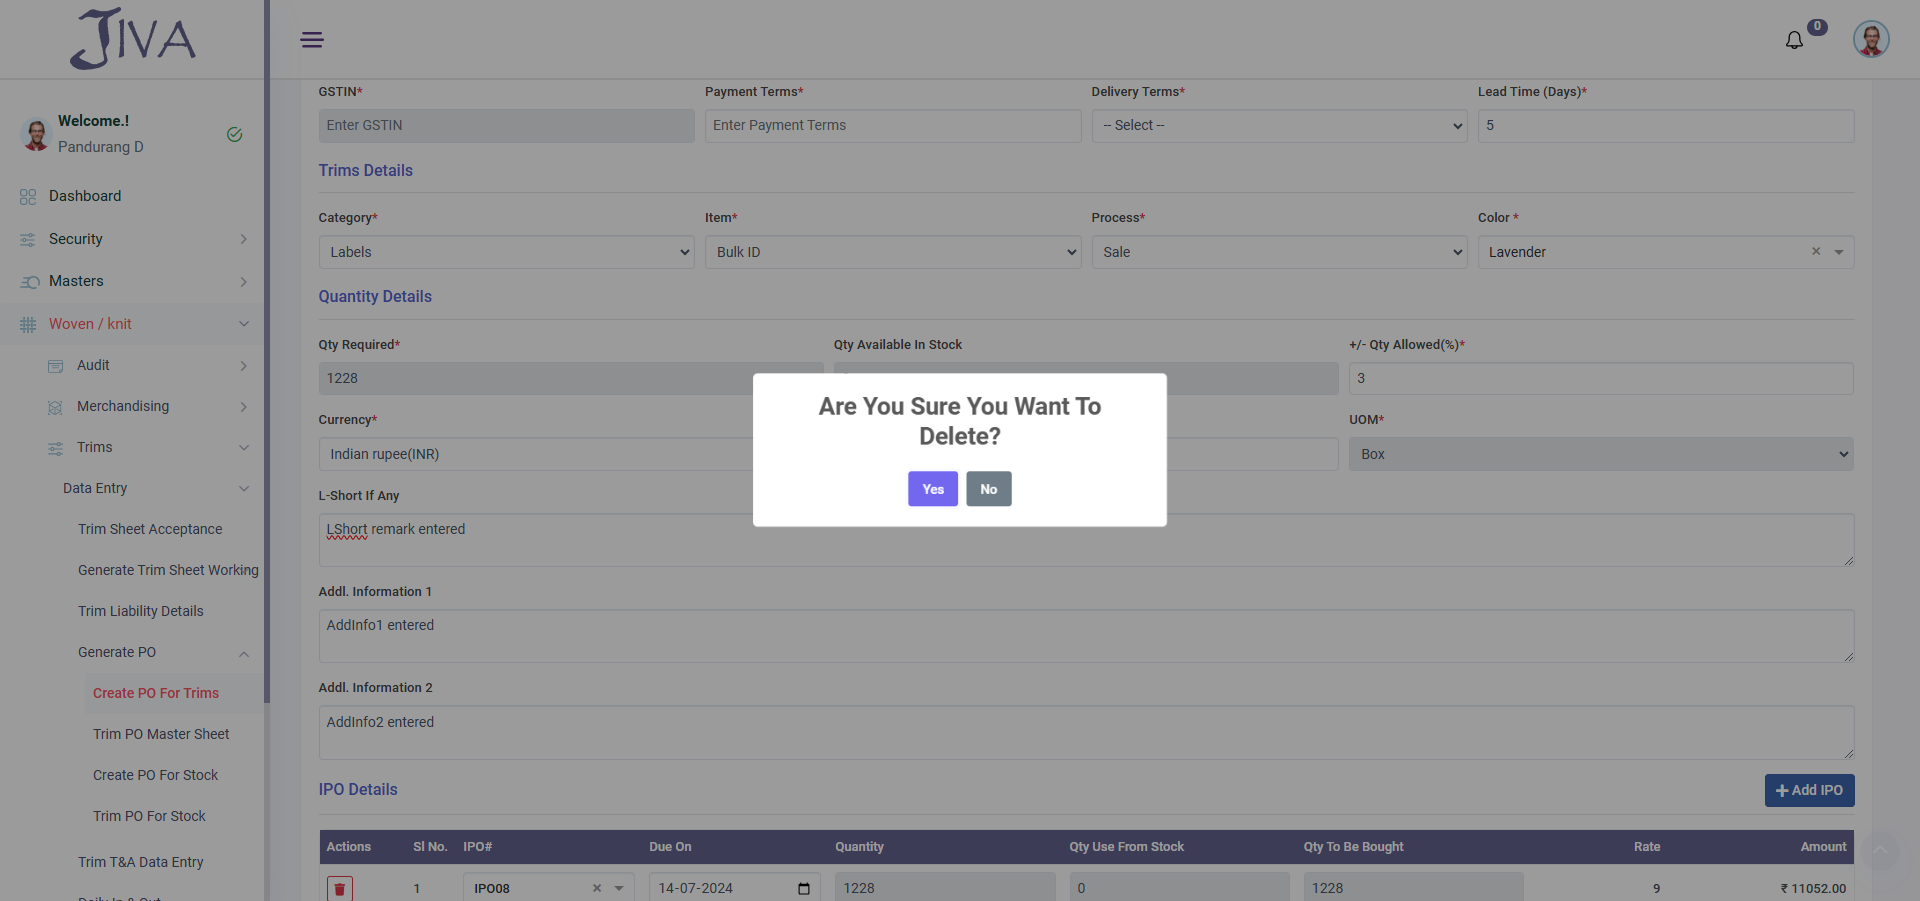 JIVA
0
Welcome.!
Pandurang D
Dashboard
Security
Masters
Woven / knit
Audit
Merchandising
Trims
Data Entry
Trim Sheet Acceptance
Generate Trim Sheet Working
Trim Liability Details
Generate PO
Create PO For Trims
Trim PO Master Sheet
Create PO For Stock
Trim PO For Stock
Trim T&A Data Entry
GSTIN* Payment Terms* Delivery Terms* Lead Time (Days)*
Enter GSTIN Enter Payment Terms -- Select -- 5
Trims Details
Category* Item* Process* Color *
Labels Bulk ID Sale Lavender
Quantity Details
Qty Required* Qty Available In Stock +/- Qty Allowed(%)*
1228 3
Currency* UOM*
Indian rupee(INR) Box
Are You Sure You Want To
Delete?
Yes No
L-Short If Any
LShort remark entered
Addl. Information 1
AddInfo1 entered
Addl. Information 2
AddInfo2 entered
IPO Details
Add IPO
Actions Sl No. IPO# Due On Quantity Qty Use From Stock Qty To Be Bought Rate Amount
1 IPO08 14-07-2024 1228 0 1228 9 ₹ 11052.00